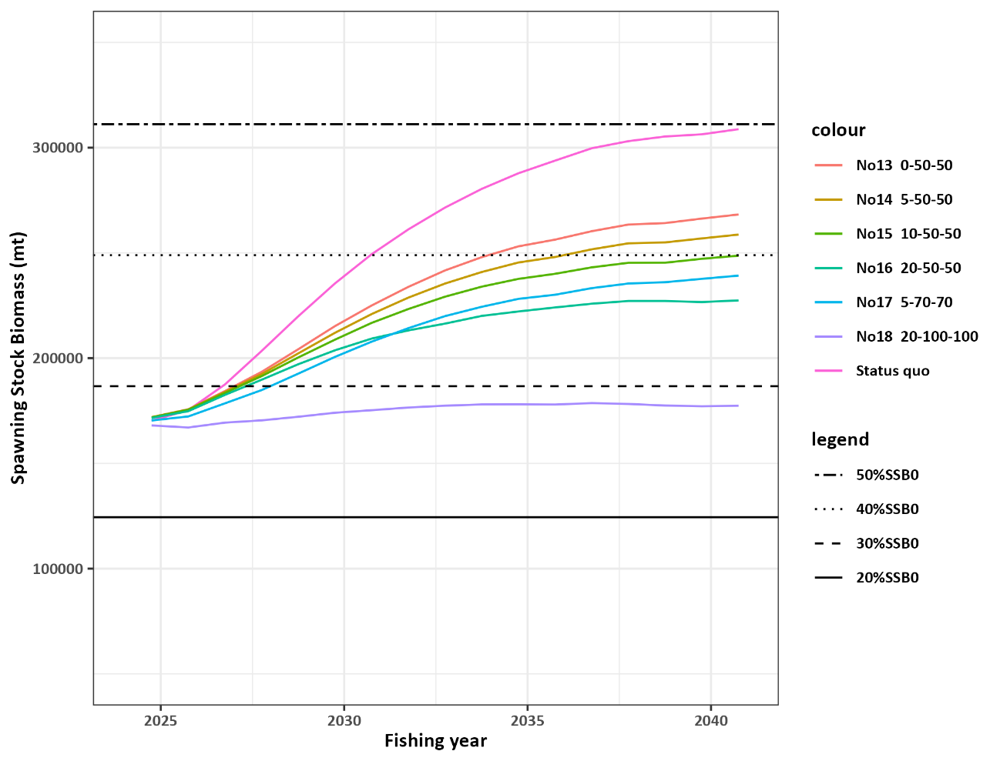 Spawning Stock Biomass (mt)
300000
200000
100000
2025
2030
2035
2040
Fishing year
colour
No13 0-50-50
No14 5-50-50
No15 10-50-50
No16 20-50-50
No17 5-70-70
No18 20-100-100
Status quo
legend
50%SSB0
40%SSB0
30%SSB0
20%SSB0